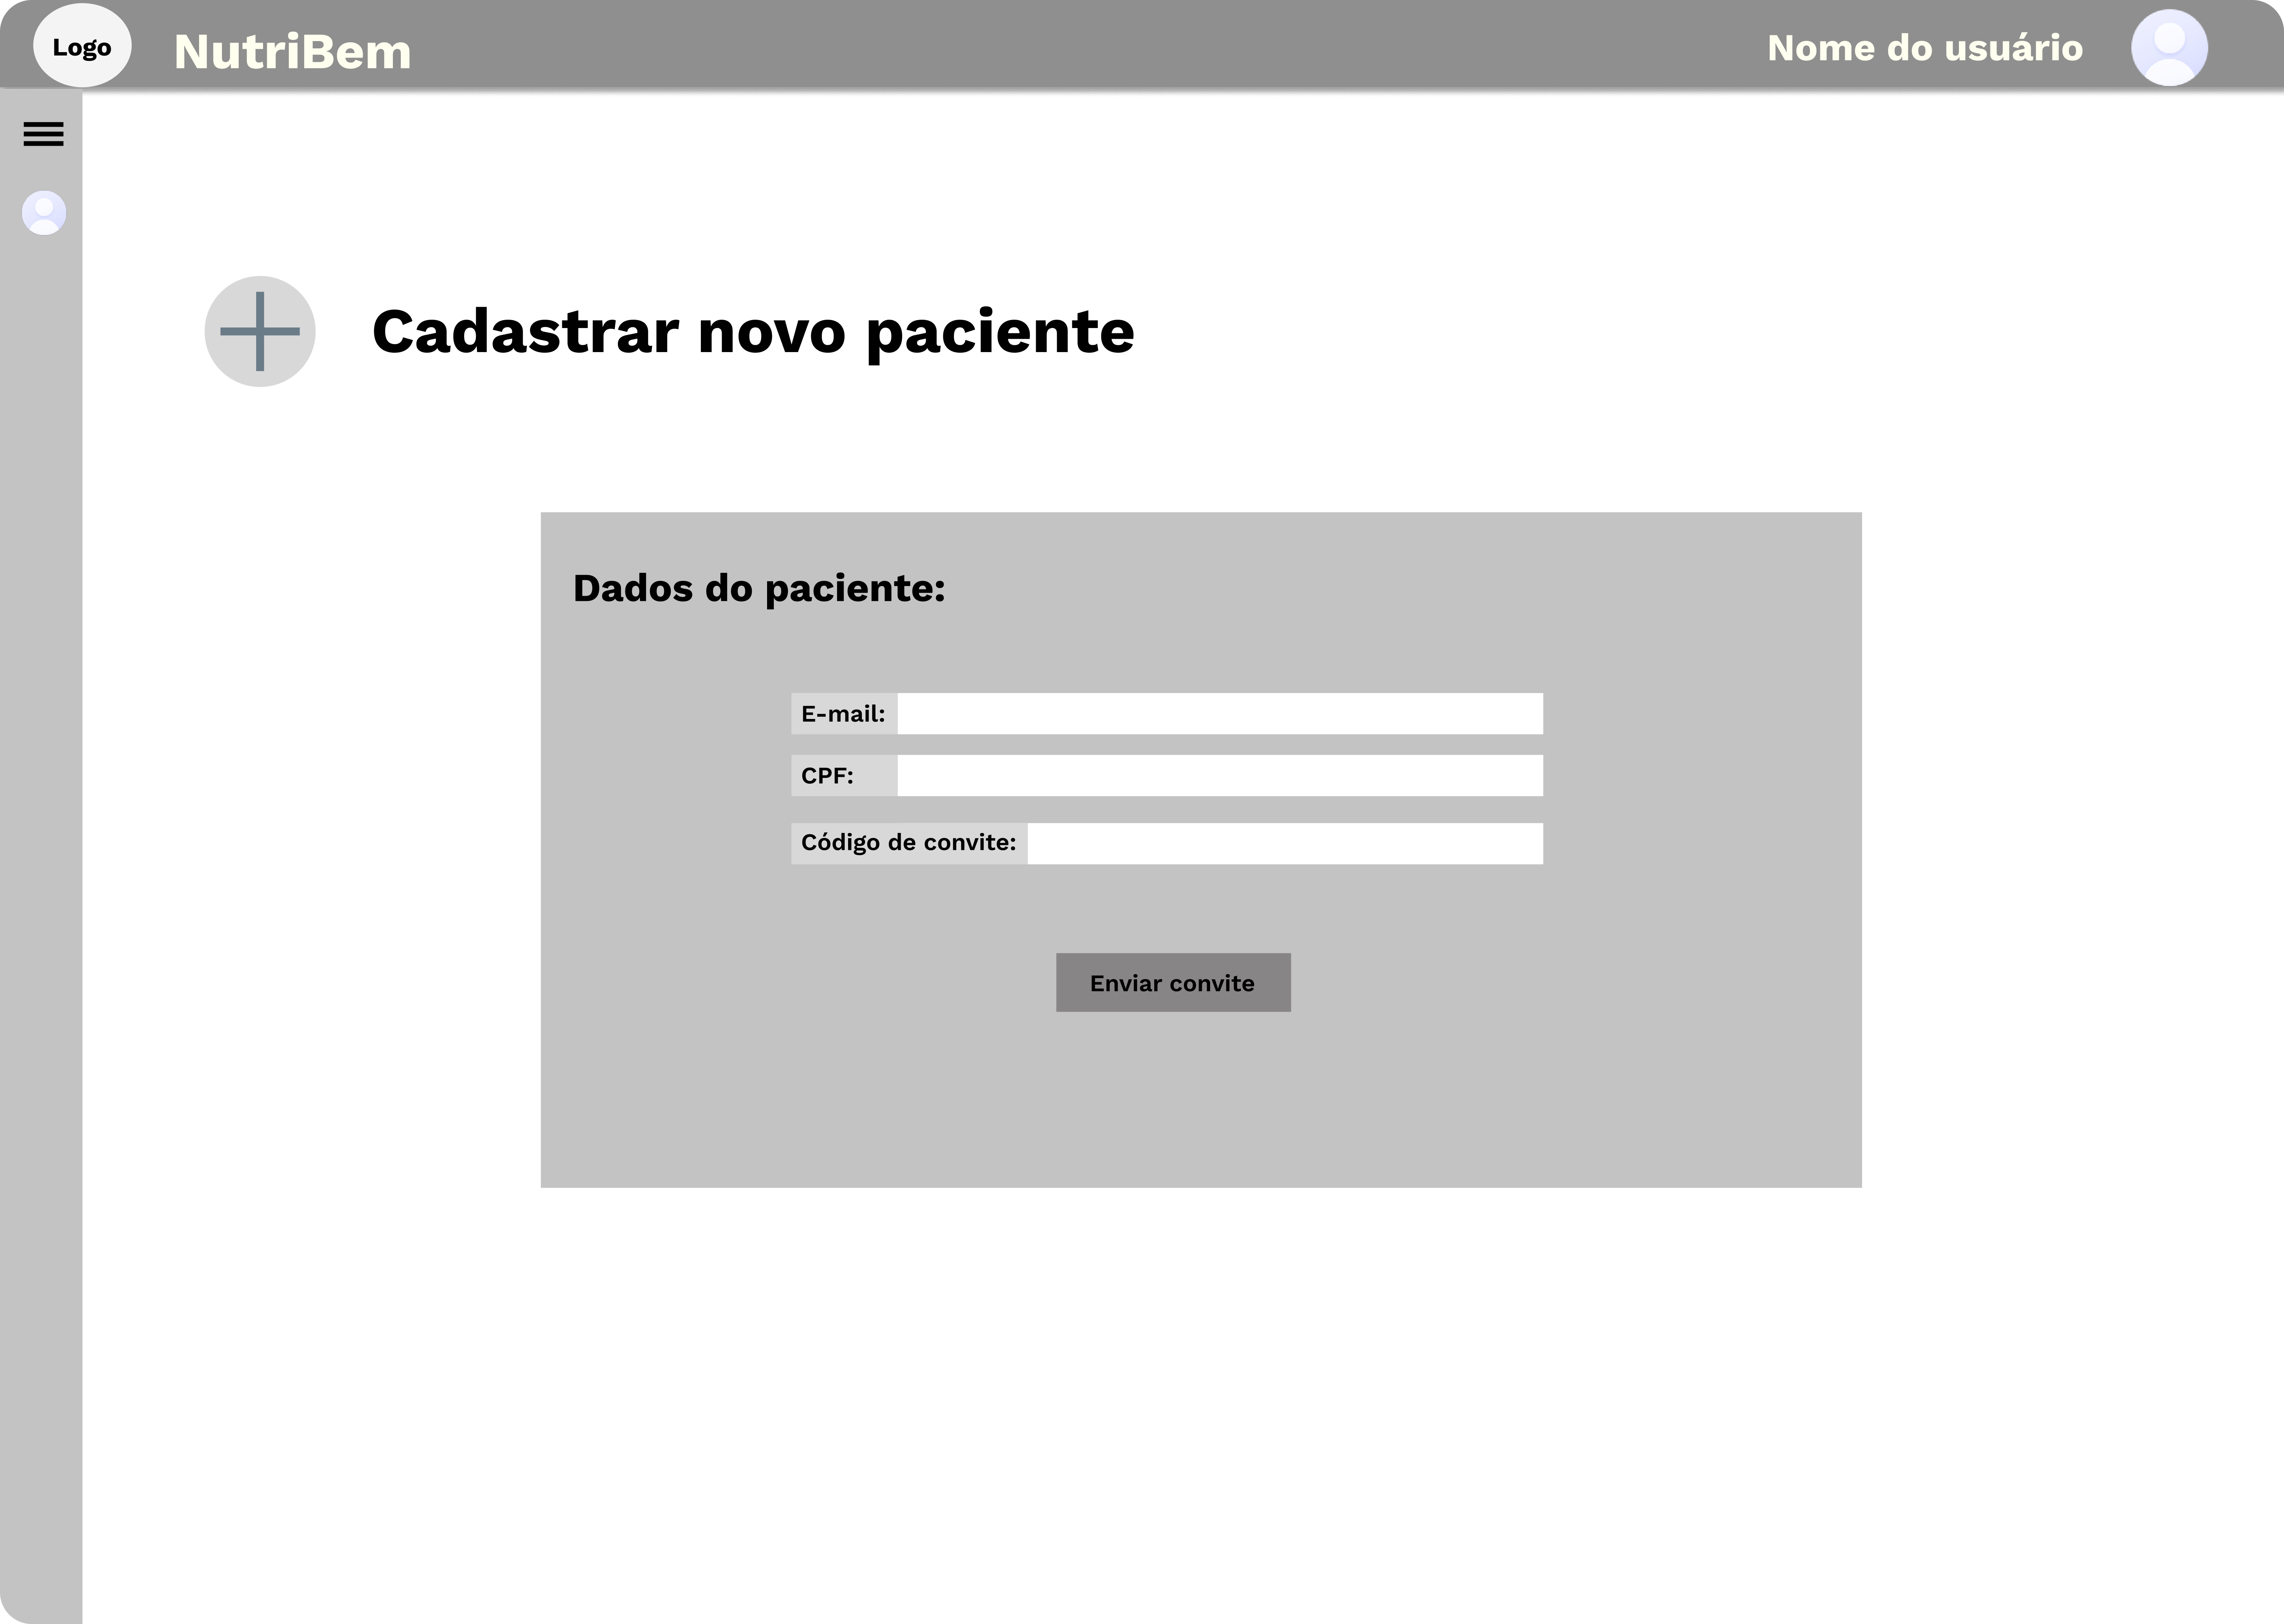 Logo
NutriBem
Nome do usuário
Cadastrar novo paciente
Dados do paciente:
E-mail:
CPF:
Código de convite:
Enviar convite